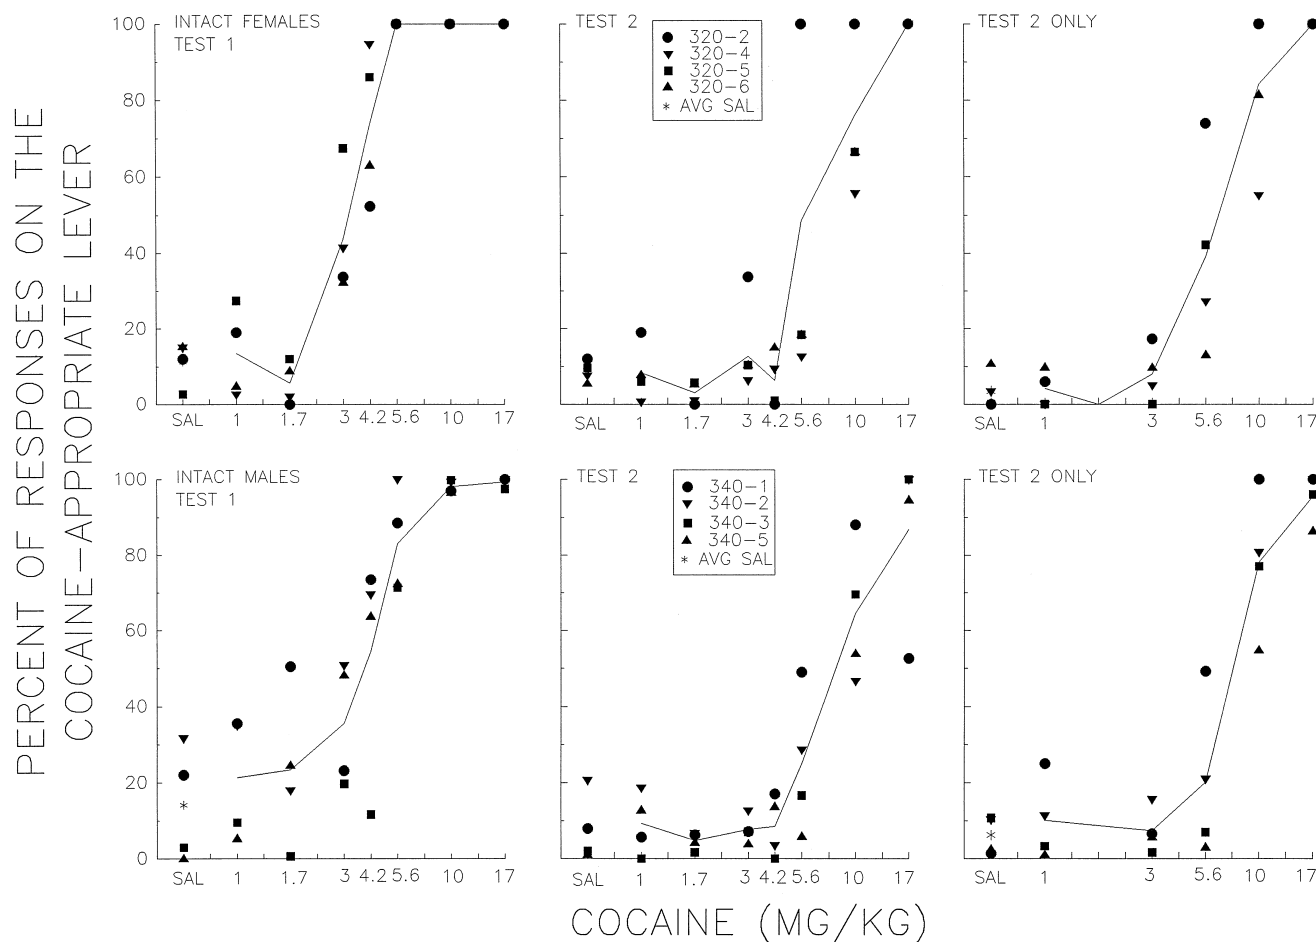 PERCENT OF RESPONSES ON THE
COCAINE-APPROPRIATE LEVER
INTACT FEMALES
TEST 1
100
80
60
40
20
0
SAL 1 1.7 3 4.2 5.6 10 17
TEST 2
320-2
320-4
320-5
320-6
* AVG SAL
SAL 1 1.7 3 4.2 5.6 10 17
TEST 2 ONLY
SAL 1 3 5.6 10 17
INTACT MALES
TEST 1
100
80
60
40
20
0
SAL 1 1.7 3 4.2 5.6 10 17
TEST 2
340-1
340-2
340-3
340-5
* AVG SAL
SAL 1 1.7 3 4.2 5.6 10 17
TEST 2 ONLY
SAL 1 3 5.6 10 17
COCAINE (MG/KG)